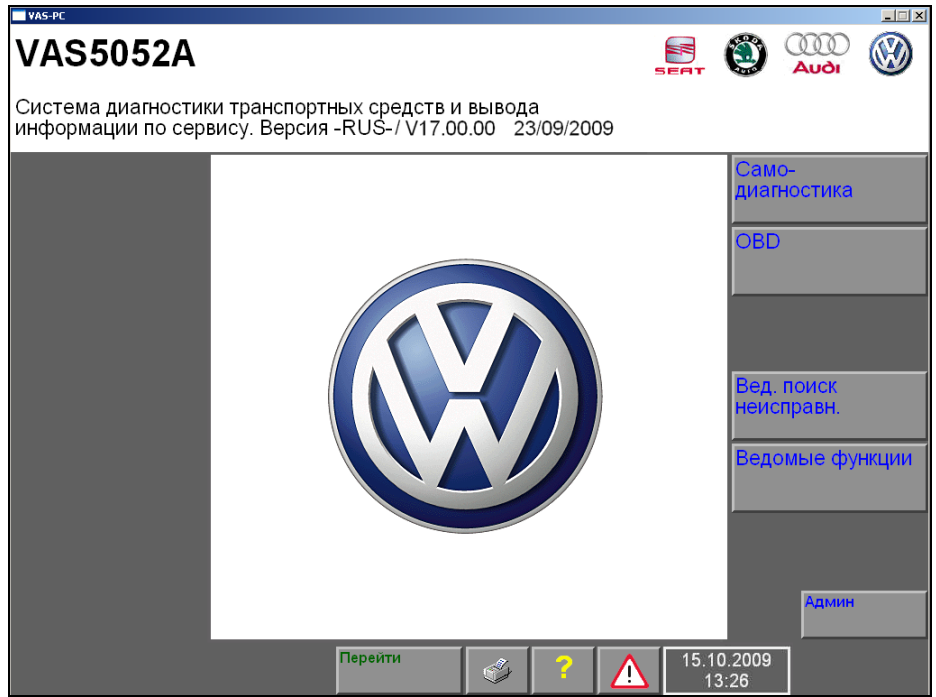 VAS-PC
VAS5052A
SEAT
ŠKODA
AUTO
Audi
Система диагностики транспортных средств и вывода
информации по сервису. Версия -RUS-/ V17.00.00 23/09/2009
Само-
диагностика
OBD
Вед. поиск
неисправн.
Ведомые функции
Админ
Перейти
?
15.10.2009
13:26